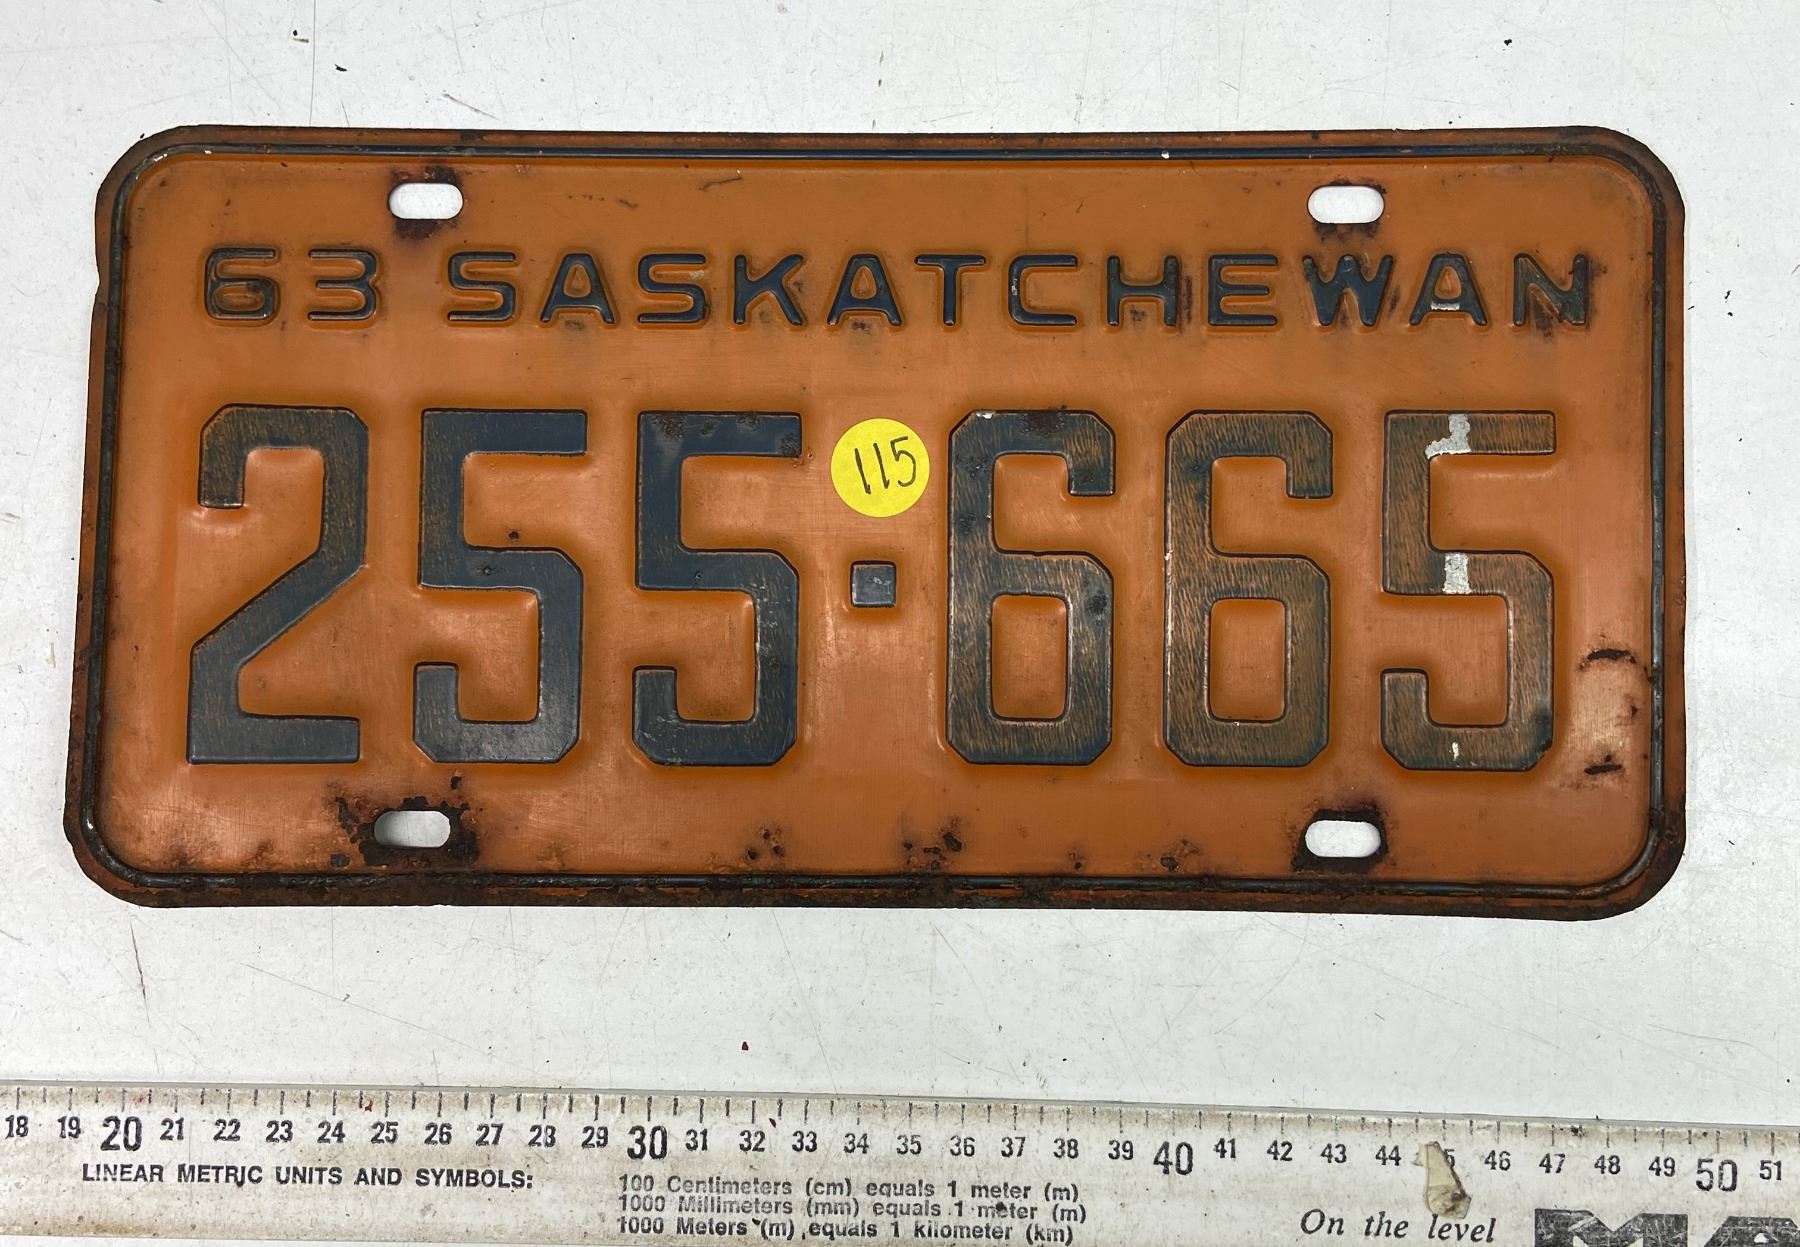 63 SASKATCHEWAN
255·665
115
18 19 20 21 22 23 24 25 26 27 28 29 30 31 32 33 34 35 36 37 38 39 40 41 42 43 44 45 46 47 48 49 50 51
LINEAR METRIC UNITS AND SYMBOLS:
100 Centimeters (cm) equals 1 meter (m)
1000 Millimeters (mm) equals 1 meter (m)
1000 Meters (m) equals 1 kilometer (km)
On the level